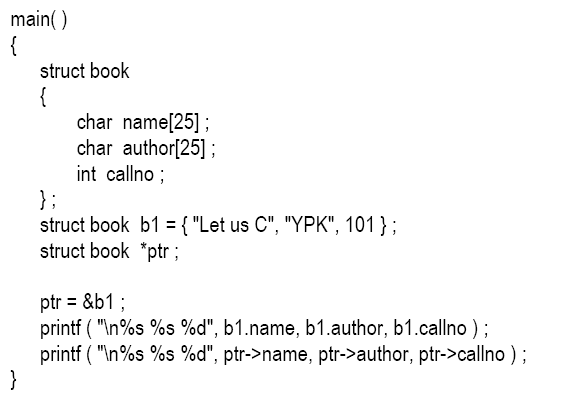 main( )
{
struct book
{
char name[25] ;
char author[25] ;
int callno ;
} ;
struct book b1 = { "Let us C", "YPK", 101 } ;
struct book *ptr ;
ptr = &b1 ;
printf ( "\n%s %s %d", b1.name, b1.author, b1.callno ) ;
printf ( "\n%s %s %d", ptr->name, ptr->author, ptr->callno ) ;
}